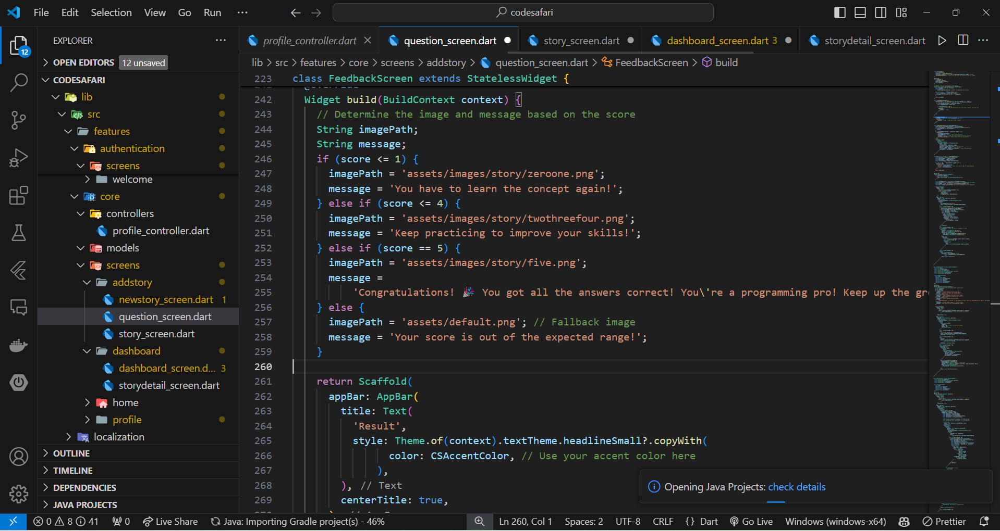 File Edit Selection View Go Run ··· codesafari
EXPLORER
OPEN EDITORS 12 unsaved
CODESAFARI
lib
src
features
authentication
screens
welcome
core
controllers
profile_controller.dart
models
screens
addstory
newstory_screen.dart 1
question_screen.dart
story_screen.dart
dashboard
dashboard_screen.d... 3
storydetail_screen.dart
home
profile
localization
OUTLINE
TIMELINE
DEPENDENCIES
JAVA PROJECTS
12
profile_controller.dart question_screen.dart story_screen.dart dashboard_screen.dart 3 storydetail_screen.dart
lib > src > features > core > screens > addstory > question_screen.dart > FeedbackScreen > build
223 class FeedbackScreen extends StatelessWidget {
242 Widget build(BuildContext context) {
243 // Determine the image and message based on the score
244 String imagePath;
245 String message;
246 if (score <= 1) {
247 imagePath = 'assets/images/story/zeroone.png';
248 message = 'You have to learn the concept again!';
249 } else if (score <= 4) {
250 imagePath = 'assets/images/story/twothreefour.png';
251 message = 'Keep practicing to improve your skills!';
252 } else if (score == 5) {
253 imagePath = 'assets/images/story/five.png';
254 message =
255 'Congratulations! 🎉 You got all the answers correct! You\'re a programming pro! Keep up the gr
256 } else {
257 imagePath = 'assets/default.png'; // Fallback image
258 message = 'Your score is out of the expected range!';
259 }
260
261 return Scaffold(
262 appBar: AppBar(
263 title: Text(
264 'Result',
265 style: Theme.of(context).textTheme.headlineSmall?.copyWith(
266 color: CSAccentColor, // Use your accent color here
267 ),
268 ), // Text
269 centerTitle: true,
Opening Java Projects: check details
0 8 41 0 Live Share Java: Importing Gradle project(s) - 46% Ln 260, Col 1 Spaces: 2 UTF-8 CRLF {} Dart Go Live Windows (windows-x64) Prettier